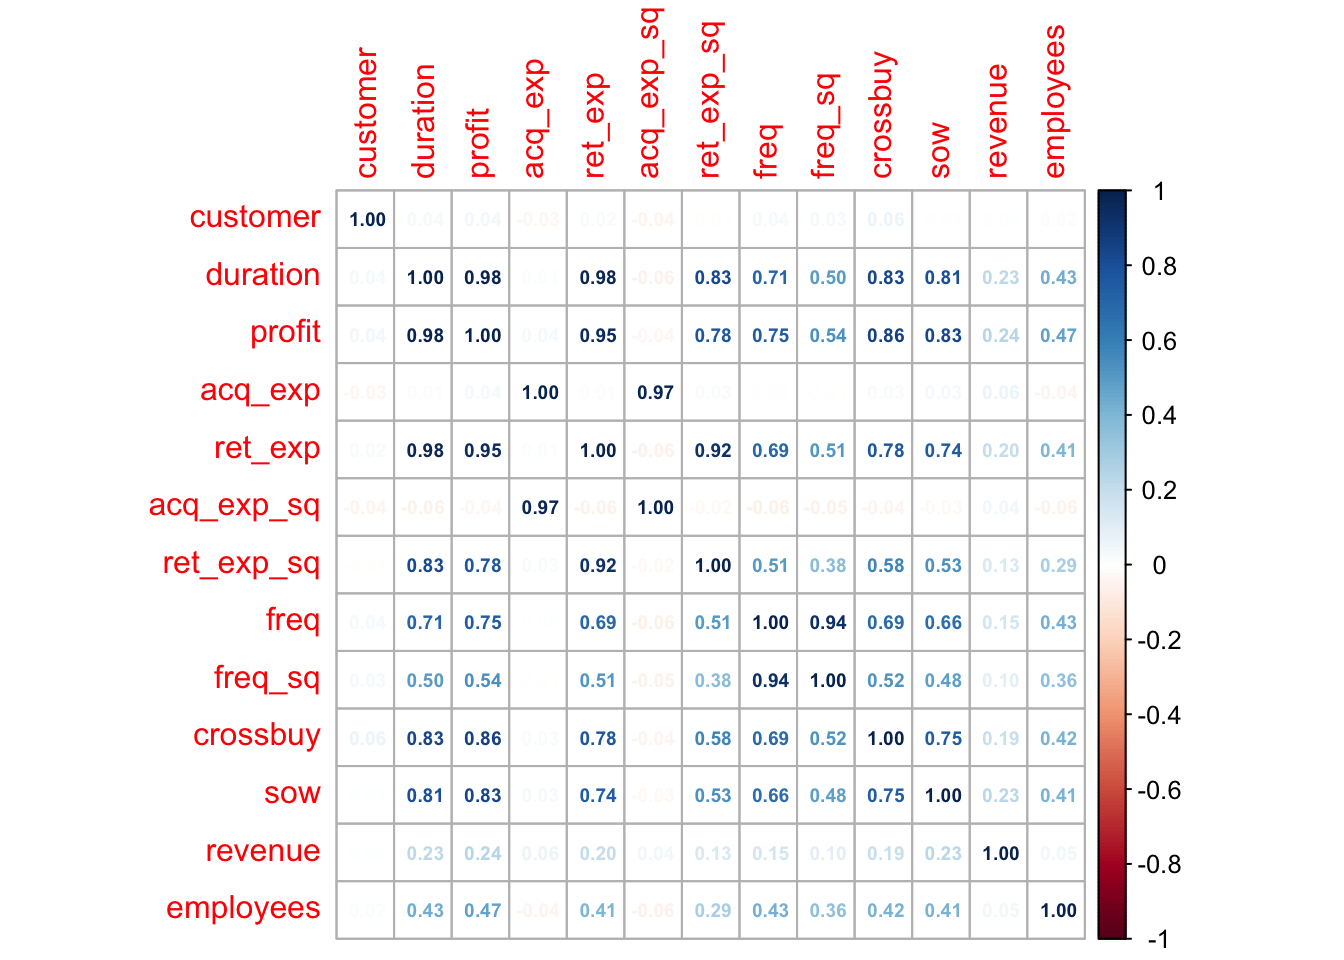 customer duration profit acq_exp ret_exp acq_exp_sq ret_exp_sq freq freq_sq crossbuy sow revenue employees
customer 1.00 0.04 0.04 -0.03 0.02 -0.04 0.04 0.03 0.06 0.02
duration 0.04 1.00 0.98 0.01 0.98 -0.06 0.83 0.71 0.50 0.83 0.81 0.23 0.43
profit 0.04 0.98 1.00 0.04 0.95 -0.04 0.78 0.75 0.54 0.86 0.83 0.24 0.47
acq_exp -0.03 0.01 0.04 1.00 0.01 0.97 0.03 0.03 0.03 0.06 -0.04
ret_exp 0.02 0.98 0.95 0.01 1.00 -0.06 0.92 0.69 0.51 0.78 0.74 0.20 0.41
acq_exp_sq -0.04 -0.06 -0.04 0.97 -0.06 1.00 -0.02 -0.06 -0.05 -0.04 -0.03 0.04 -0.06
ret_exp_sq 0.83 0.78 0.03 0.92 -0.02 1.00 0.51 0.38 0.58 0.53 0.13 0.29
freq 0.04 0.71 0.75 0.69 -0.06 0.51 1.00 0.94 0.69 0.66 0.15 0.43
freq_sq 0.03 0.50 0.54 0.51 -0.05 0.38 0.94 1.00 0.52 0.48 0.10 0.36
crossbuy 0.06 0.83 0.86 0.03 0.78 -0.04 0.58 0.69 0.52 1.00 0.75 0.19 0.42
sow 0.81 0.83 0.03 0.74 -0.03 0.53 0.66 0.48 0.75 1.00 0.23 0.41
revenue 0.23 0.24 0.06 0.20 0.04 0.13 0.15 0.10 0.19 0.23 1.00 0.05
employees 0.02 0.43 0.47 -0.04 0.41 -0.06 0.29 0.43 0.36 0.42 0.41 0.05 1.00
1
0.8
0.6
0.4
0.2
0
-0.2
-0.4
-0.6
-0.8
-1